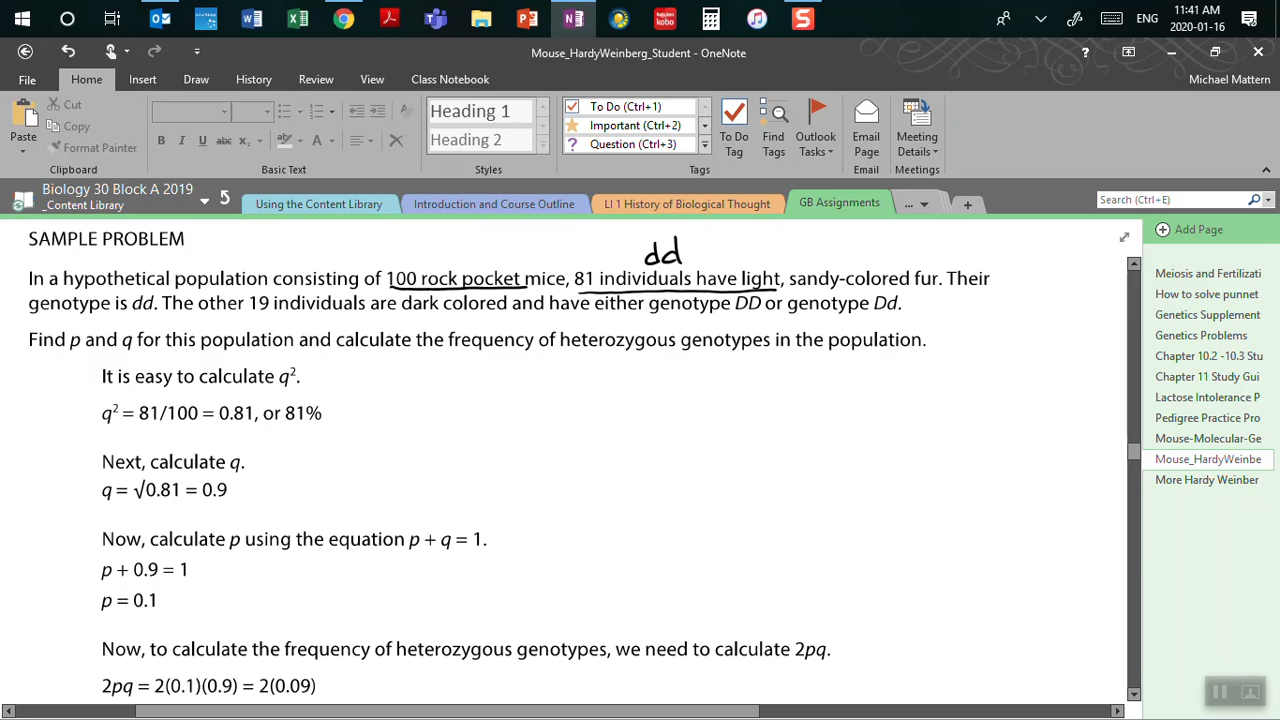 ENG
11:41 AM
2020-01-16
Mouse_HardyWeinberg_Student - OneNote
File Home Insert Draw History Review View Class Notebook
Michael Mattern
Paste
Cut
Copy
Format Painter
Clipboard
B I U abc X₂ A
Basic Text
Heading 1
Heading 2
Styles
To Do (Ctrl+1)
Important (Ctrl+2)
Question (Ctrl+3)
To Do Tag
Find Tags
Outlook Tasks
Tags
Email Page
Email
Meeting Details
Meetings
Biology 30 Block A 2019
_Content Library
Using the Content Library
Introduction and Course Outline
LI 1 History of Biological Thought
GB Assignments
...
Search (Ctrl+E)
SAMPLE PROBLEM
dd
In a hypothetical population consisting of 100 rock pocket mice, 81 individuals have light, sandy-colored fur. Their
genotype is dd. The other 19 individuals are dark colored and have either genotype DD or genotype Dd.
Find p and q for this population and calculate the frequency of heterozygous genotypes in the population.
It is easy to calculate q².
q² = 81/100 = 0.81, or 81%
Next, calculate q.
q = √0.81 = 0.9
Now, calculate p using the equation p + q = 1.
p + 0.9 = 1
p = 0.1
Now, to calculate the frequency of heterozygous genotypes, we need to calculate 2pq.
2pq = 2(0.1)(0.9) = 2(0.09)
Add Page
Meiosis and Fertilizati
How to solve punnet
Genetics Supplement
Genetics Problems
Chapter 10.2 -10.3 Stu
Chapter 11 Study Gui
Lactose Intolerance P
Pedigree Practice Pro
Mouse-Molecular-Ge
Mouse_HardyWeinbe
More Hardy Weinber